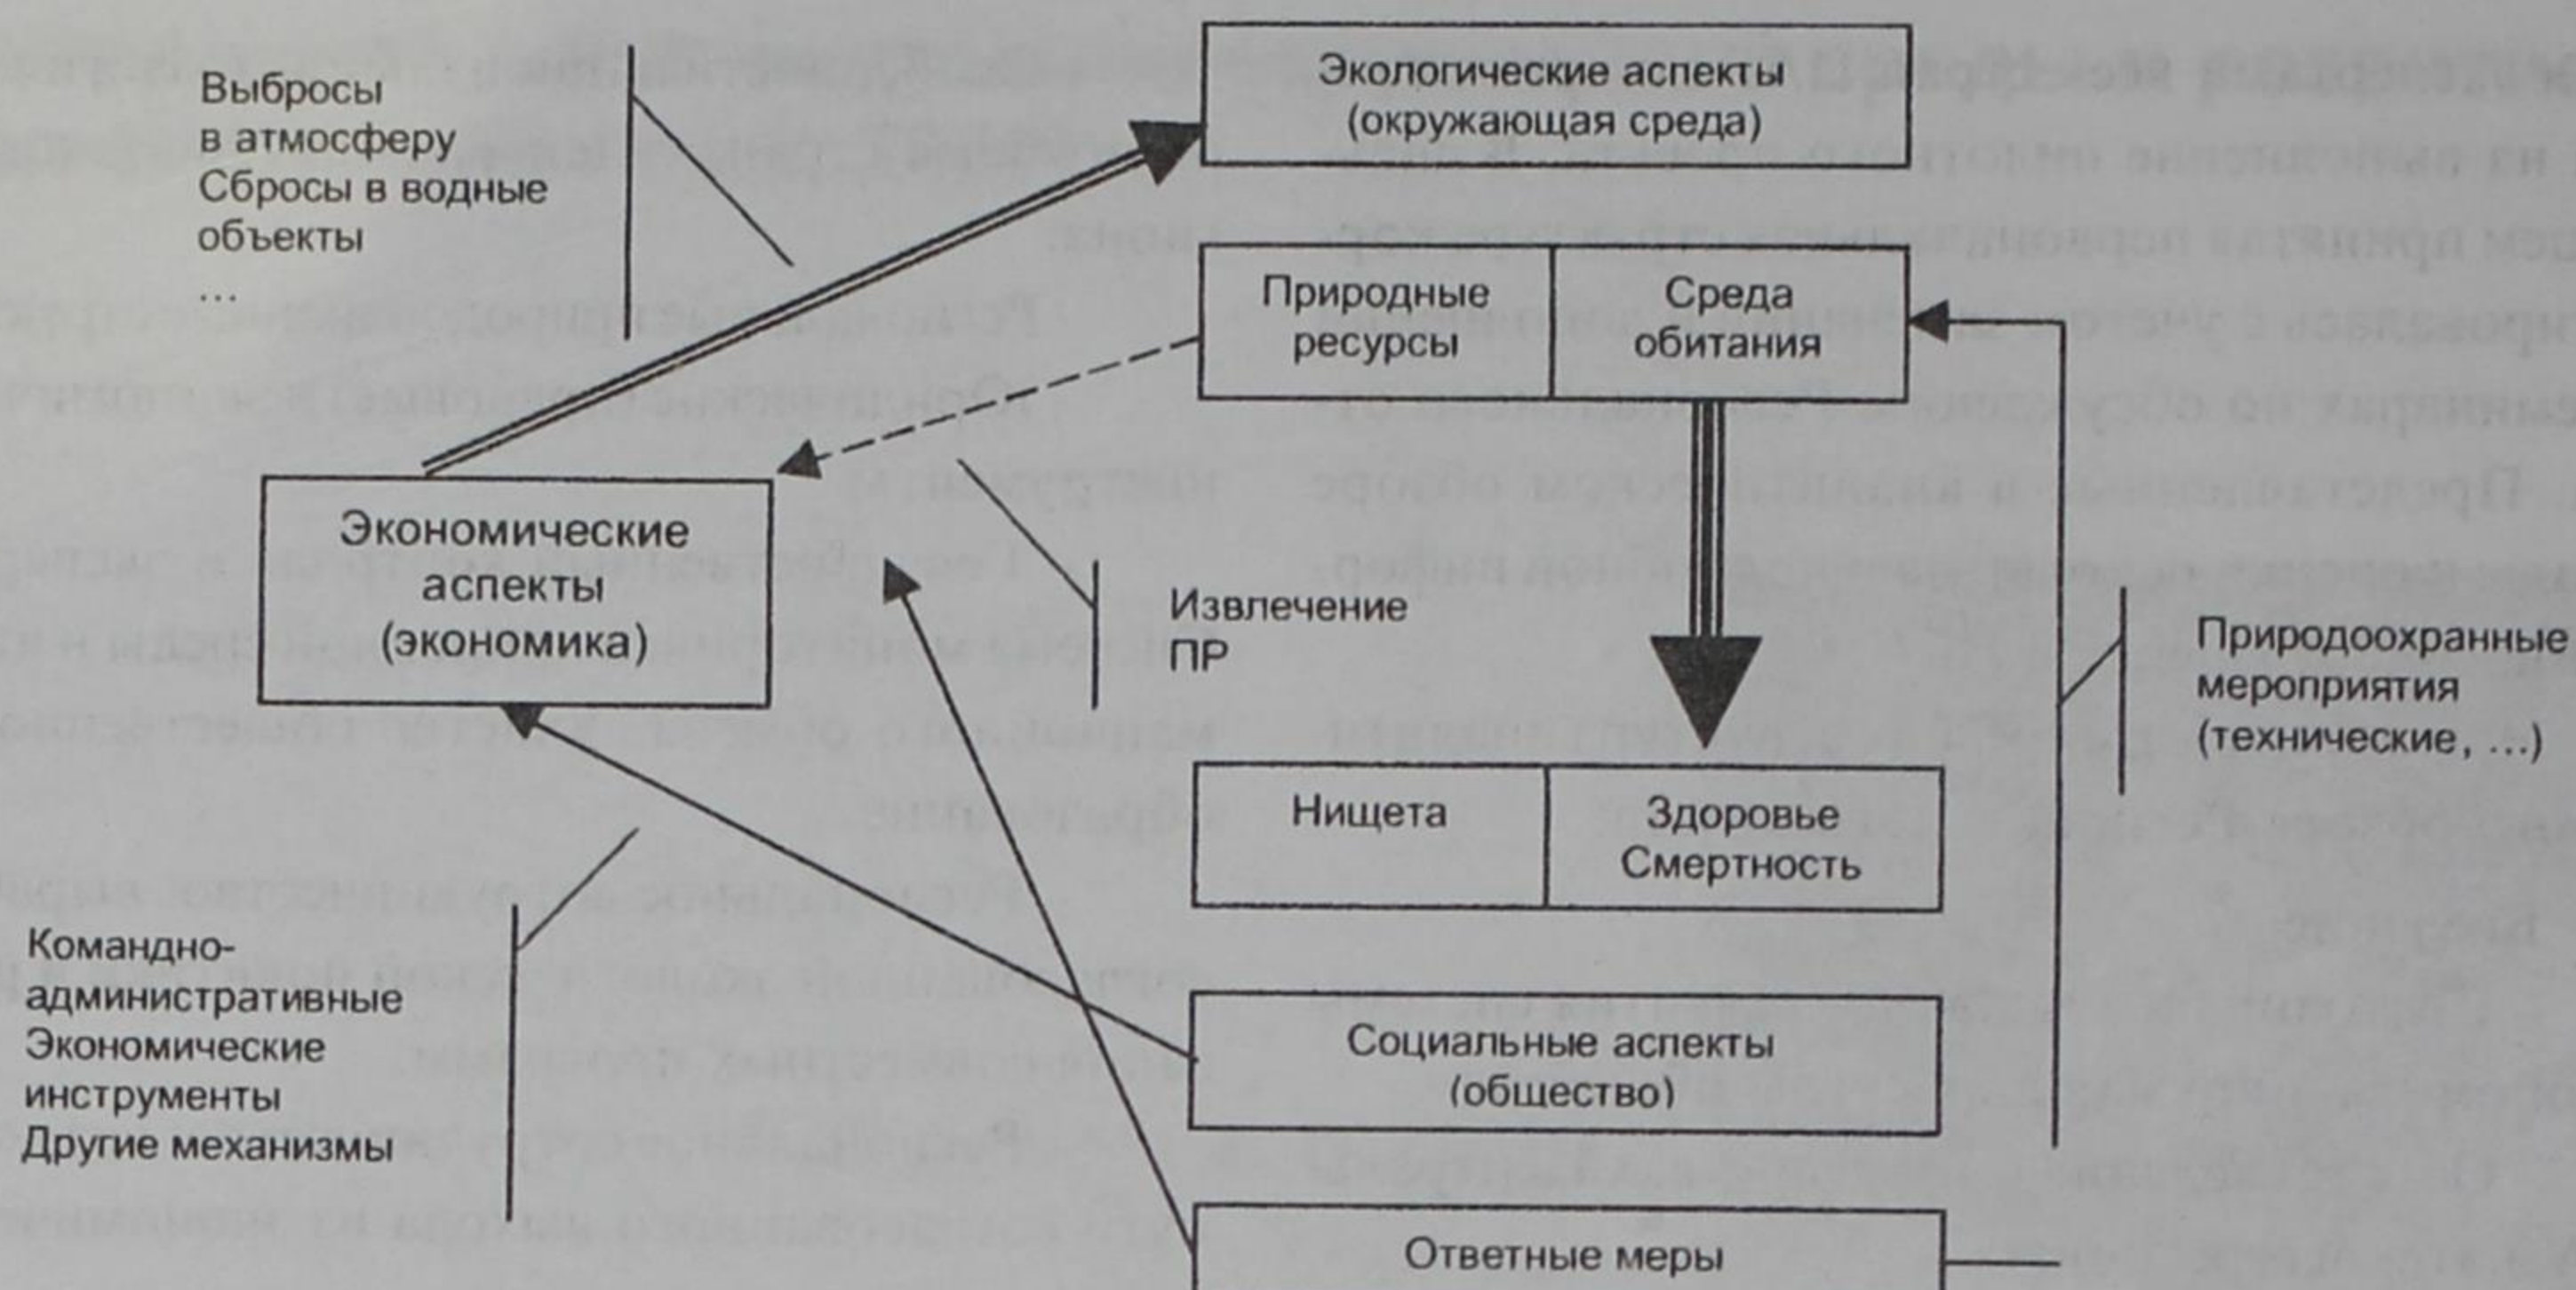 Выбросы
в атмосферу
Сбросы в водные
объекты
...
Экологические аспекты
(окружающая среда)
Природные
ресурсы
Среда
обитания
Экономические
аспекты
(экономика)
Извлечение
ПР
Природоохранные
мероприятия
(технические, ...)
Нищета
Здоровье
Смертность
Командно-
административные
Экономические
инструменты
Другие механизмы
Социальные аспекты
(общество)
Ответные меры